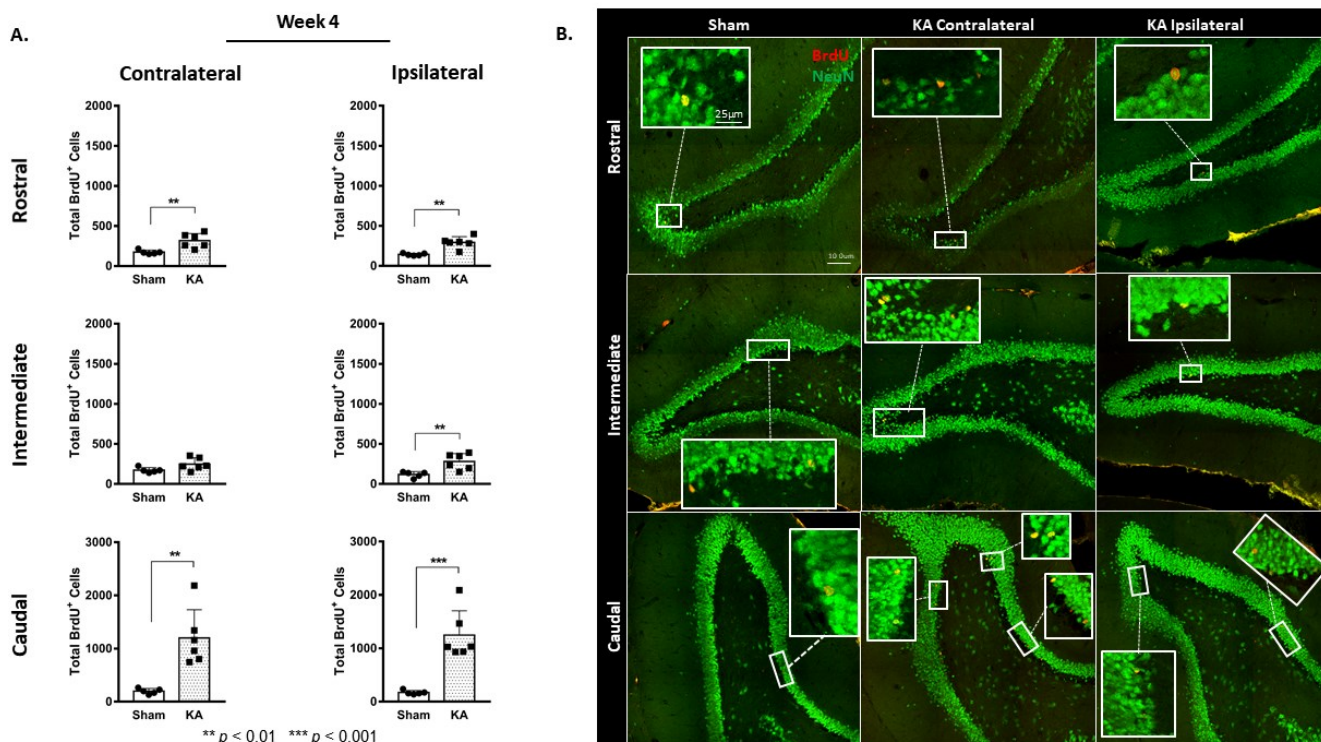 A.
Week 4
Contralateral
Ipsilateral
Rostral
Total BrdU⁺ Cells
2000
1500
1000
500
0
**
Sham
KA
Total BrdU⁺ Cells
2000
1500
1000
500
0
**
Sham
KA
Intermediate
Total BrdU⁺ Cells
2000
1500
1000
500
0
Sham
KA
Total BrdU⁺ Cells
2000
1500
1000
500
0
**
Sham
KA
Caudal
Total BrdU⁺ Cells
3000
2000
1000
0
**
Sham
KA
Total BrdU⁺ Cells
3000
2000
1000
0
***
Sham
KA
** p < 0.01 *** p < 0.001
B.
Sham
KA Contralateral
KA Ipsilateral
BrdU
NeuN
25µm
Rostral
Intermediate
Caudal